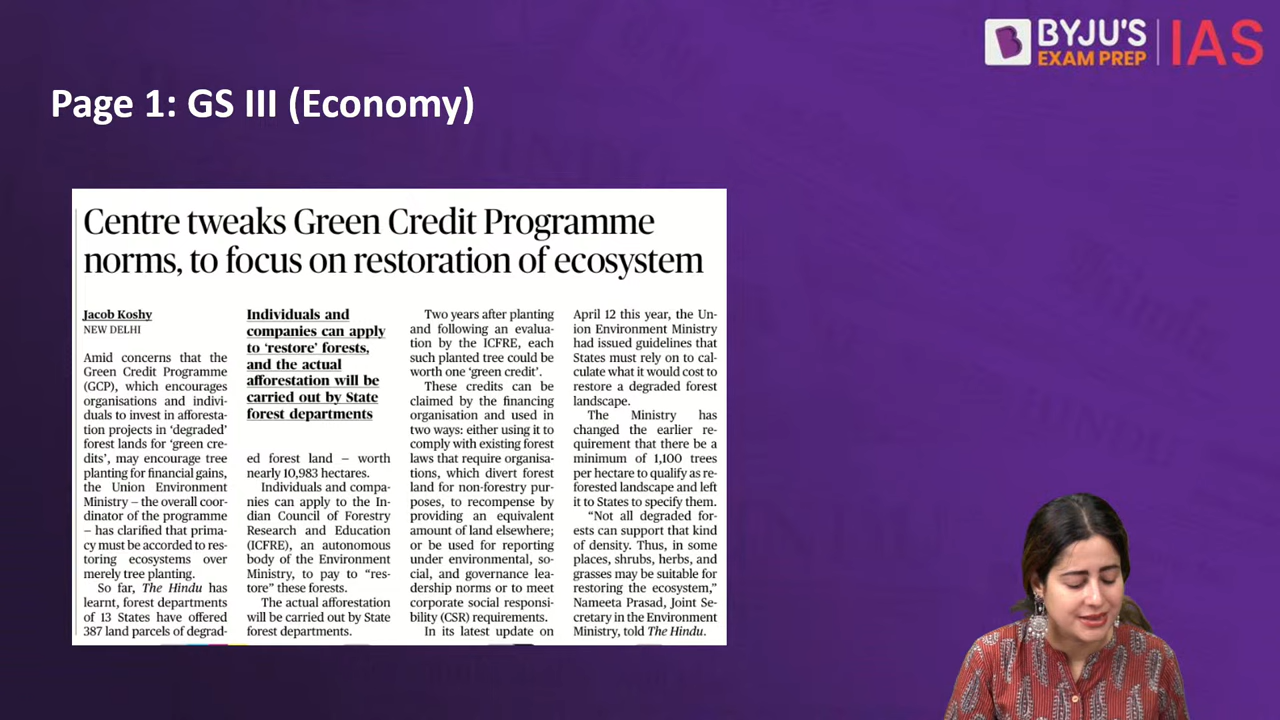 BYJU'S
EXAM PREP
IAS
Page 1: GS III (Economy)
Centre tweaks Green Credit Programme
norms, to focus on restoration of ecosystem
Jacob Koshy
NEW DELHI
Amid concerns that the
Green Credit Programme
(GCP), which encourages
organisations and indivi-
duals to invest in afforesta-
tion projects in 'degraded'
forest lands for 'green cre-
dits', may encourage tree
planting for financial gains,
the Union Environment
Ministry – the overall coor-
dinator of the programme
– has clarified that prima-
cy must be accorded to res-
toring ecosystems over
merely tree planting.
So far, The Hindu has
learnt, forest departments
of 13 States have offered
387 land parcels of degrad-
Individuals and
companies can apply
to 'restore' forests,
and the actual
afforestation will be
carried out by State
forest departments
ed forest land – worth
nearly 10,983 hectares.
Individuals and compa-
nies can apply to the In-
dian Council of Forestry
Research and Education
(ICFRE), an autonomous
body of the Environment
Ministry, to pay to "res-
tore" these forests.
The actual afforestation
will be carried out by State
forest departments.
Two years after planting
and following an evalua-
tion by the ICFRE, each
such planted tree could be
worth one 'green credit'.
These credits can be
claimed by the financing
organisation and used in
two ways: either using it to
comply with existing forest
laws that require organisa-
tions, which divert forest
land for non-forestry pur-
poses, to recompense by
providing an equivalent
amount of land elsewhere;
or be used for reporting
under environmental, so-
cial, and governance lea-
dership norms or to meet
corporate social responsi-
bility (CSR) requirements.
In its latest update on
April 12 this year, the Un-
ion Environment Ministry
had issued guidelines that
States must rely on to cal-
culate what it would cost to
restore a degraded forest
landscape.
The Ministry has
changed the earlier re-
quirement that there be a
minimum of 1,100 trees
per hectare to qualify as re-
forested landscape and left
it to States to specify them.
"Not all degraded for-
ests can support that kind
of density. Thus, in some
places, shrubs, herbs, and
grasses may be suitable for
restoring the ecosystem,"
Nameeta Prasad, Joint Se-
cretary in the Environment
Ministry, told The Hindu.